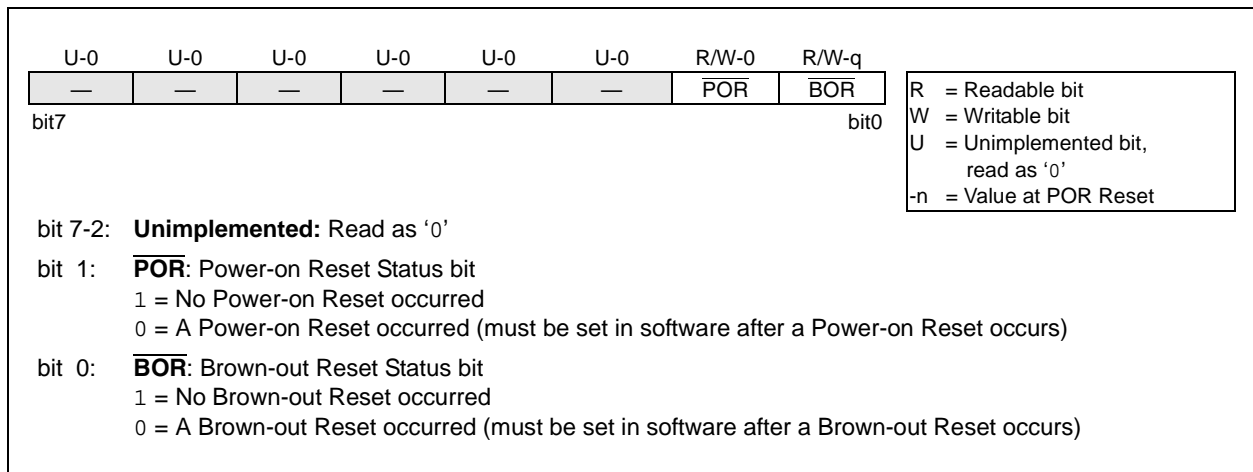 U-0 U-0 U-0 U-0 U-0 U-0 R/W-0 R/W-q
— — — — — — P̅O̅R̅ B̅O̅R̅
bit7 bit0
R = Readable bit
W = Writable bit
U = Unimplemented bit,
read as ‘0’
-n = Value at POR Reset
bit 7-2: Unimplemented: Read as ‘0’
bit 1: P̅O̅R̅: Power-on Reset Status bit
1 = No Power-on Reset occurred
0 = A Power-on Reset occurred (must be set in software after a Power-on Reset occurs)
bit 0: B̅O̅R̅: Brown-out Reset Status bit
1 = No Brown-out Reset occurred
0 = A Brown-out Reset occurred (must be set in software after a Brown-out Reset occurs)